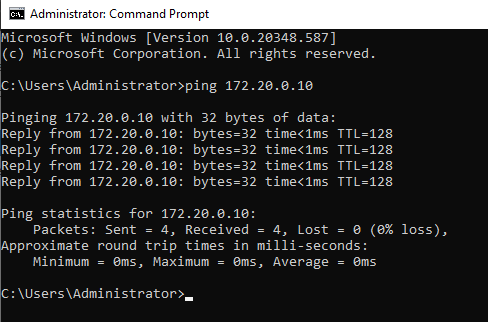 Administrator: Command Prompt
Microsoft Windows [Version 10.0.20348.587]
(c) Microsoft Corporation. All rights reserved.
C:\Users\Administrator>ping 172.20.0.10
Pinging 172.20.0.10 with 32 bytes of data:
Reply from 172.20.0.10: bytes=32 time<1ms TTL=128
Reply from 172.20.0.10: bytes=32 time<1ms TTL=128
Reply from 172.20.0.10: bytes=32 time<1ms TTL=128
Reply from 172.20.0.10: bytes=32 time<1ms TTL=128
Ping statistics for 172.20.0.10:
    Packets: Sent = 4, Received = 4, Lost = 0 (0% loss),
Approximate round trip times in milli-seconds:
    Minimum = 0ms, Maximum = 0ms, Average = 0ms
C:\Users\Administrator>